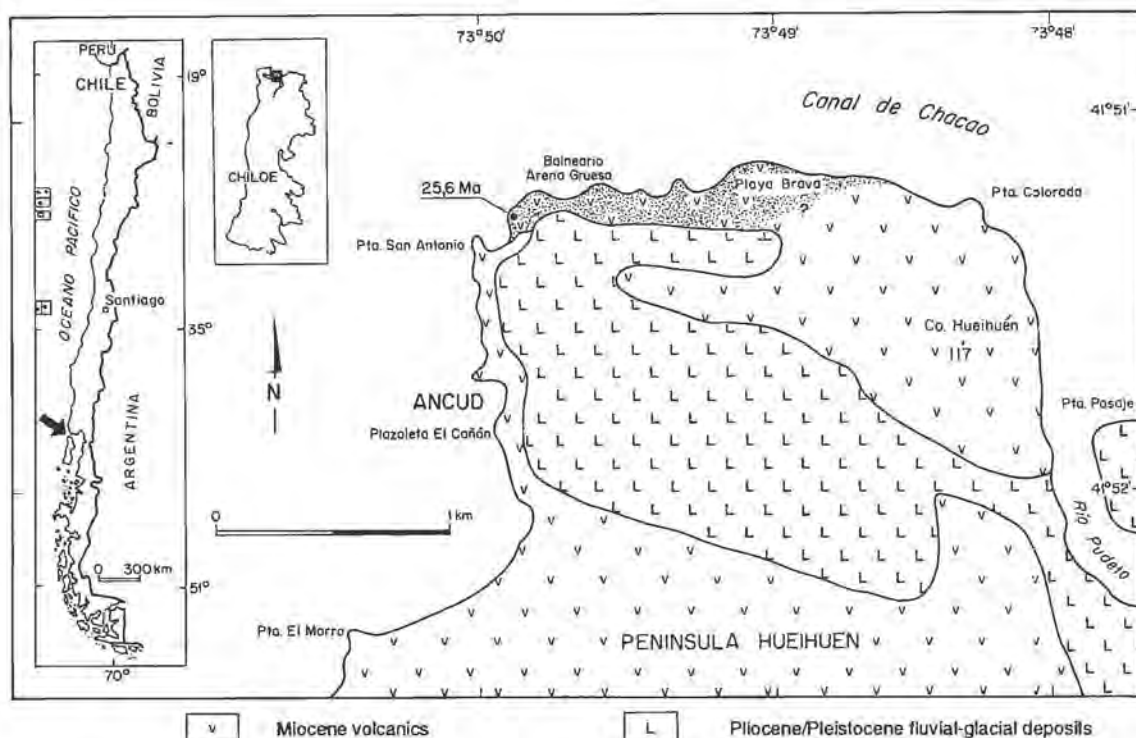 73°50'
73°49'
73°48'
PERU
CHILE
BOLIVIA
19°
CHILOE
Canal de Chacao
41°51'
Balneario
Arena Gruesa
Playa Brava
?
Pta. Colorada
25,6 Ma
Pta. San Antonio
OCEANO PACIFICO
Santiago
35°
N
Co. Hueihuén
117
ANCUD
Plazoleta El Cañón
Pta. Pasaje
ARGENTINA
41°52'
Río Pudeto
0 1 km
0 300 km
51°
Pta. El Morro
PENINSULA HUEIHUEN
70°
v Miocene volcanics
L Pliocene/Pleistocene fluvial-glacial deposits